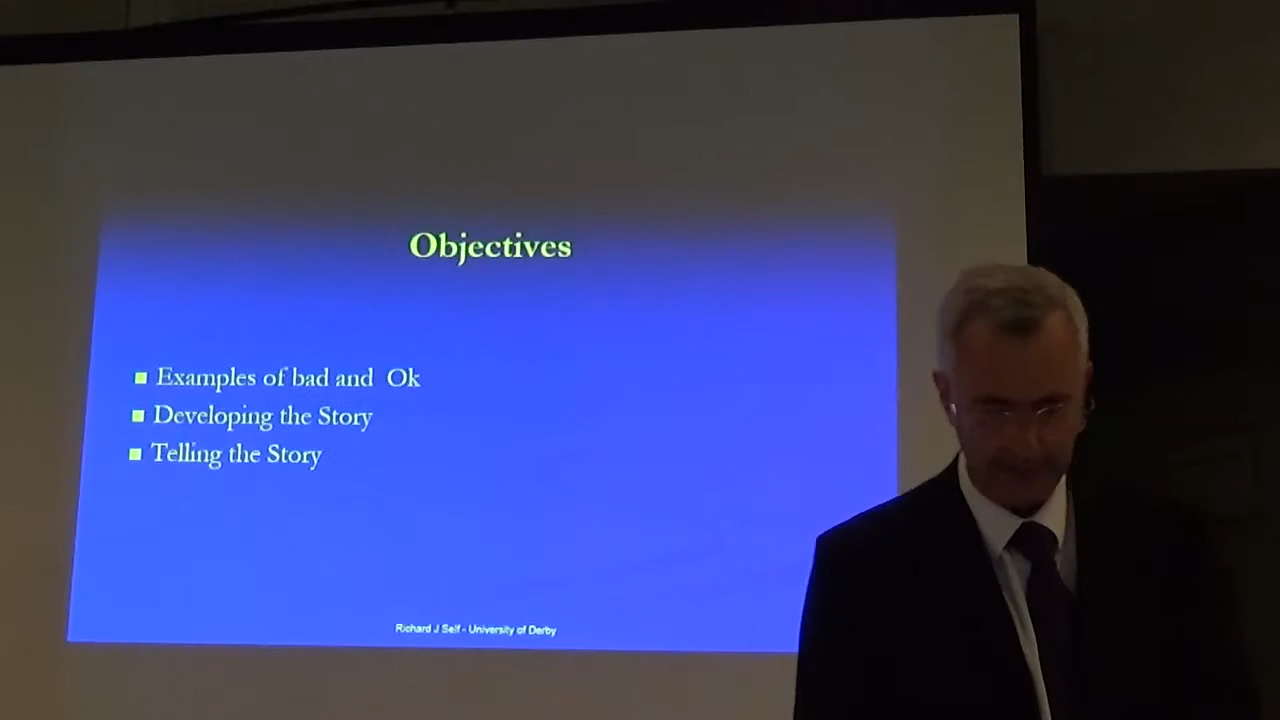 Objectives
Examples of bad and Ok
Developing the Story
Telling the Story
Richard J Self - University of Derby